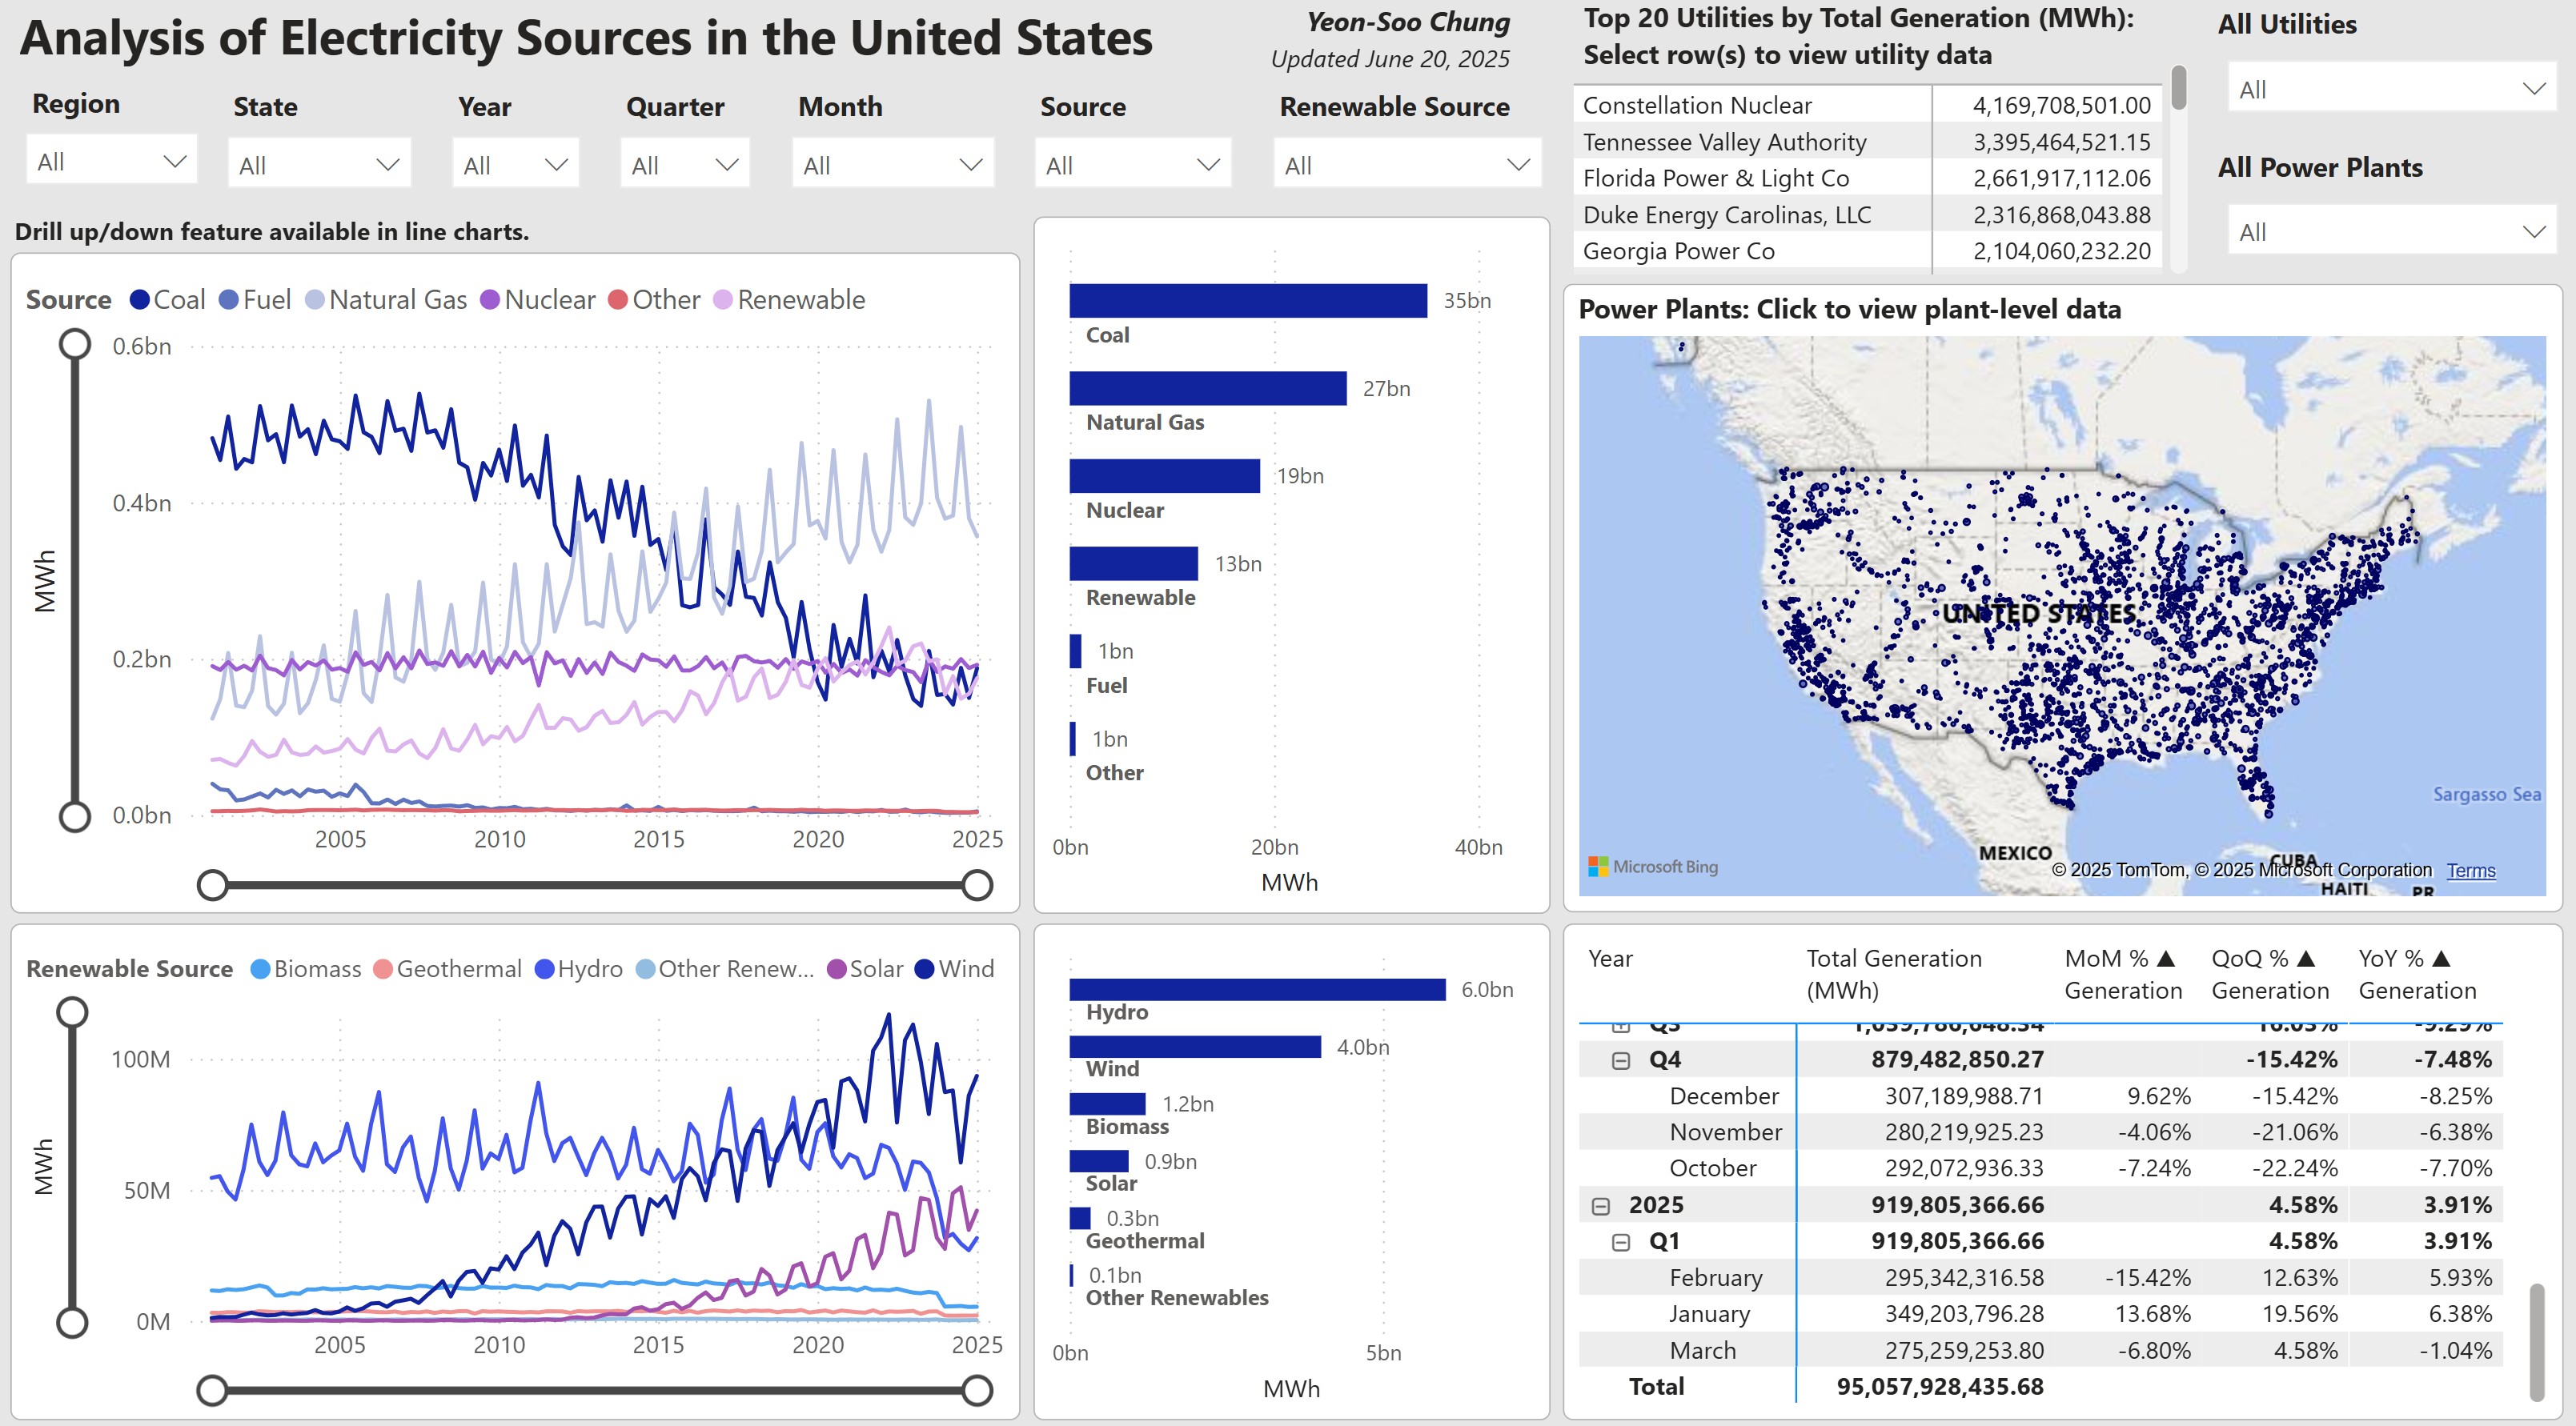 Analysis of Electricity Sources in the United States
Yeon-Soo Chung
Updated June 20, 2025
Region
State
Year
Quarter
Month
Source
Renewable Source
All
All
All
All
All
All
All
Top 20 Utilities by Total Generation (MWh):
Select row(s) to view utility data
Constellation Nuclear 4,169,708,501.00
Tennessee Valley Authority 3,395,464,521.15
Florida Power & Light Co 2,661,917,112.06
Duke Energy Carolinas, LLC 2,316,868,043.88
Georgia Power Co 2,104,060,232.20
All Utilities
All
All Power Plants
All
Drill up/down feature available in line charts.
Source Coal Fuel Natural Gas Nuclear Other Renewable
0.6bn
0.4bn
0.2bn
0.0bn
MWh
2005 2010 2015 2020 2025
35bn
Coal
27bn
Natural Gas
19bn
Nuclear
13bn
Renewable
1bn
Fuel
1bn
Other
0bn 20bn 40bn
MWh
Power Plants: Click to view plant-level data
UNITED STATES
Sargasso Sea
MEXICO
CUBA
HAITI
PR
Microsoft Bing
© 2025 TomTom, © 2025 Microsoft Corporation Terms
Renewable Source Biomass Geothermal Hydro Other Renew... Solar Wind
100M
50M
0M
MWh
2005 2010 2015 2020 2025
6.0bn
Hydro
4.0bn
Wind
1.2bn
Biomass
0.9bn
Solar
0.3bn
Geothermal
0.1bn
Other Renewables
0bn 5bn
MWh
Year Total Generation (MWh) MoM % ▲ Generation QoQ % ▲ Generation YoY % ▲ Generation
Q3 1,039,786,648.34 16.03% -9.29%
Q4 879,482,850.27 -15.42% -7.48%
December 307,189,988.71 9.62% -15.42% -8.25%
November 280,219,925.23 -4.06% -21.06% -6.38%
October 292,072,936.33 -7.24% -22.24% -7.70%
2025 919,805,366.66 4.58% 3.91%
Q1 919,805,366.66 4.58% 3.91%
February 295,342,316.58 -15.42% 12.63% 5.93%
January 349,203,796.28 13.68% 19.56% 6.38%
March 275,259,253.80 -6.80% 4.58% -1.04%
Total 95,057,928,435.68